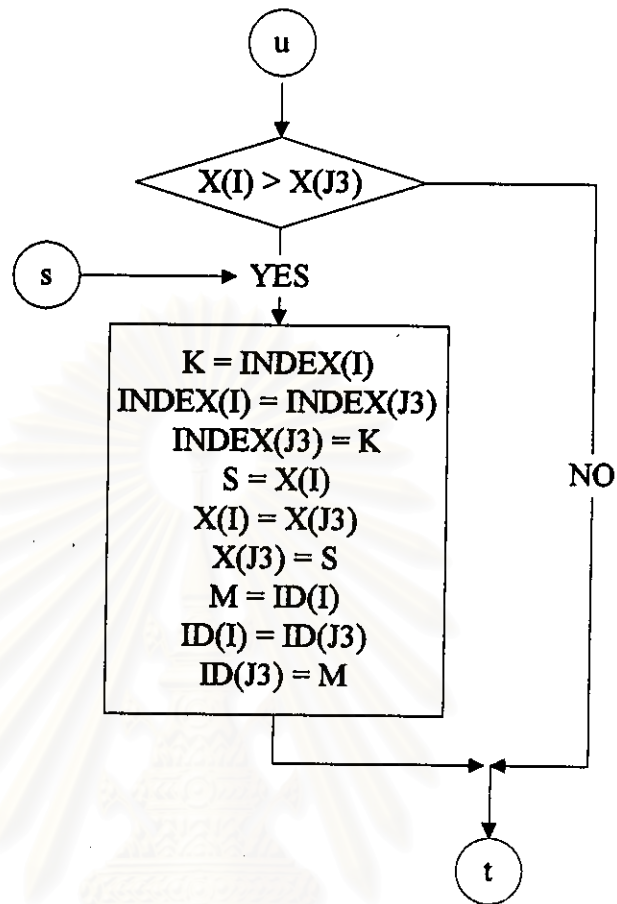 u
X(I) > X(J3)
s
YES
K = INDEX(I)
INDEX(I) = INDEX(J3)
INDEX(J3) = K
S = X(I)
X(I) = X(J3)
X(J3) = S
M = ID(I)
ID(I) = ID(J3)
ID(J3) = M
NO
t